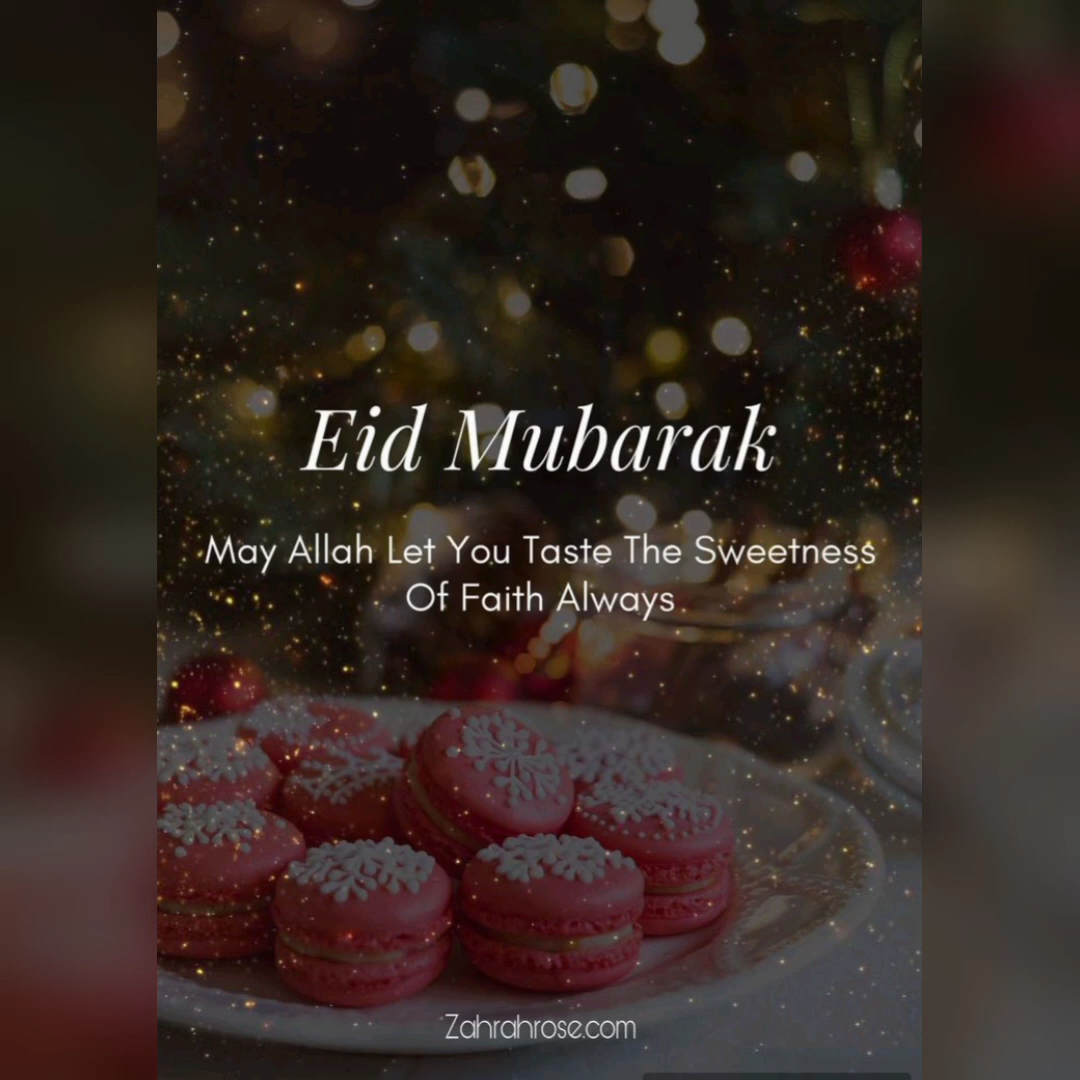 Eid Mubarak
May Allah Let You Taste The Sweetness
Of Faith Always
Zahrahrose.com